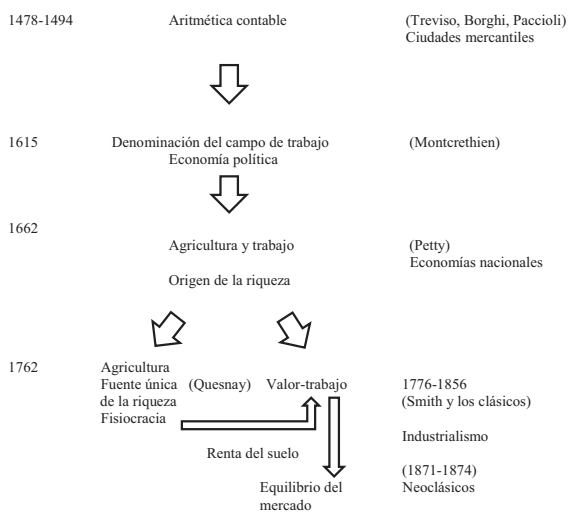 1478-1494 Aritmética contable (Treviso, Borghi, Paccioli)
Ciudades mercantiles
1615 Denominación del campo de trabajo (Montcrethien)
Economía política
1662
Agricultura y trabajo (Petty)
Economías nacionales
Origen de la riqueza
1762 Agricultura
Fuente única (Quesnay) Valor-trabajo 1776-1856
de la riqueza (Smith y los clásicos)
Fisiocracia
Industrialismo
Renta del suelo
(1871-1874)
Equilibrio del Neoclásicos
mercado